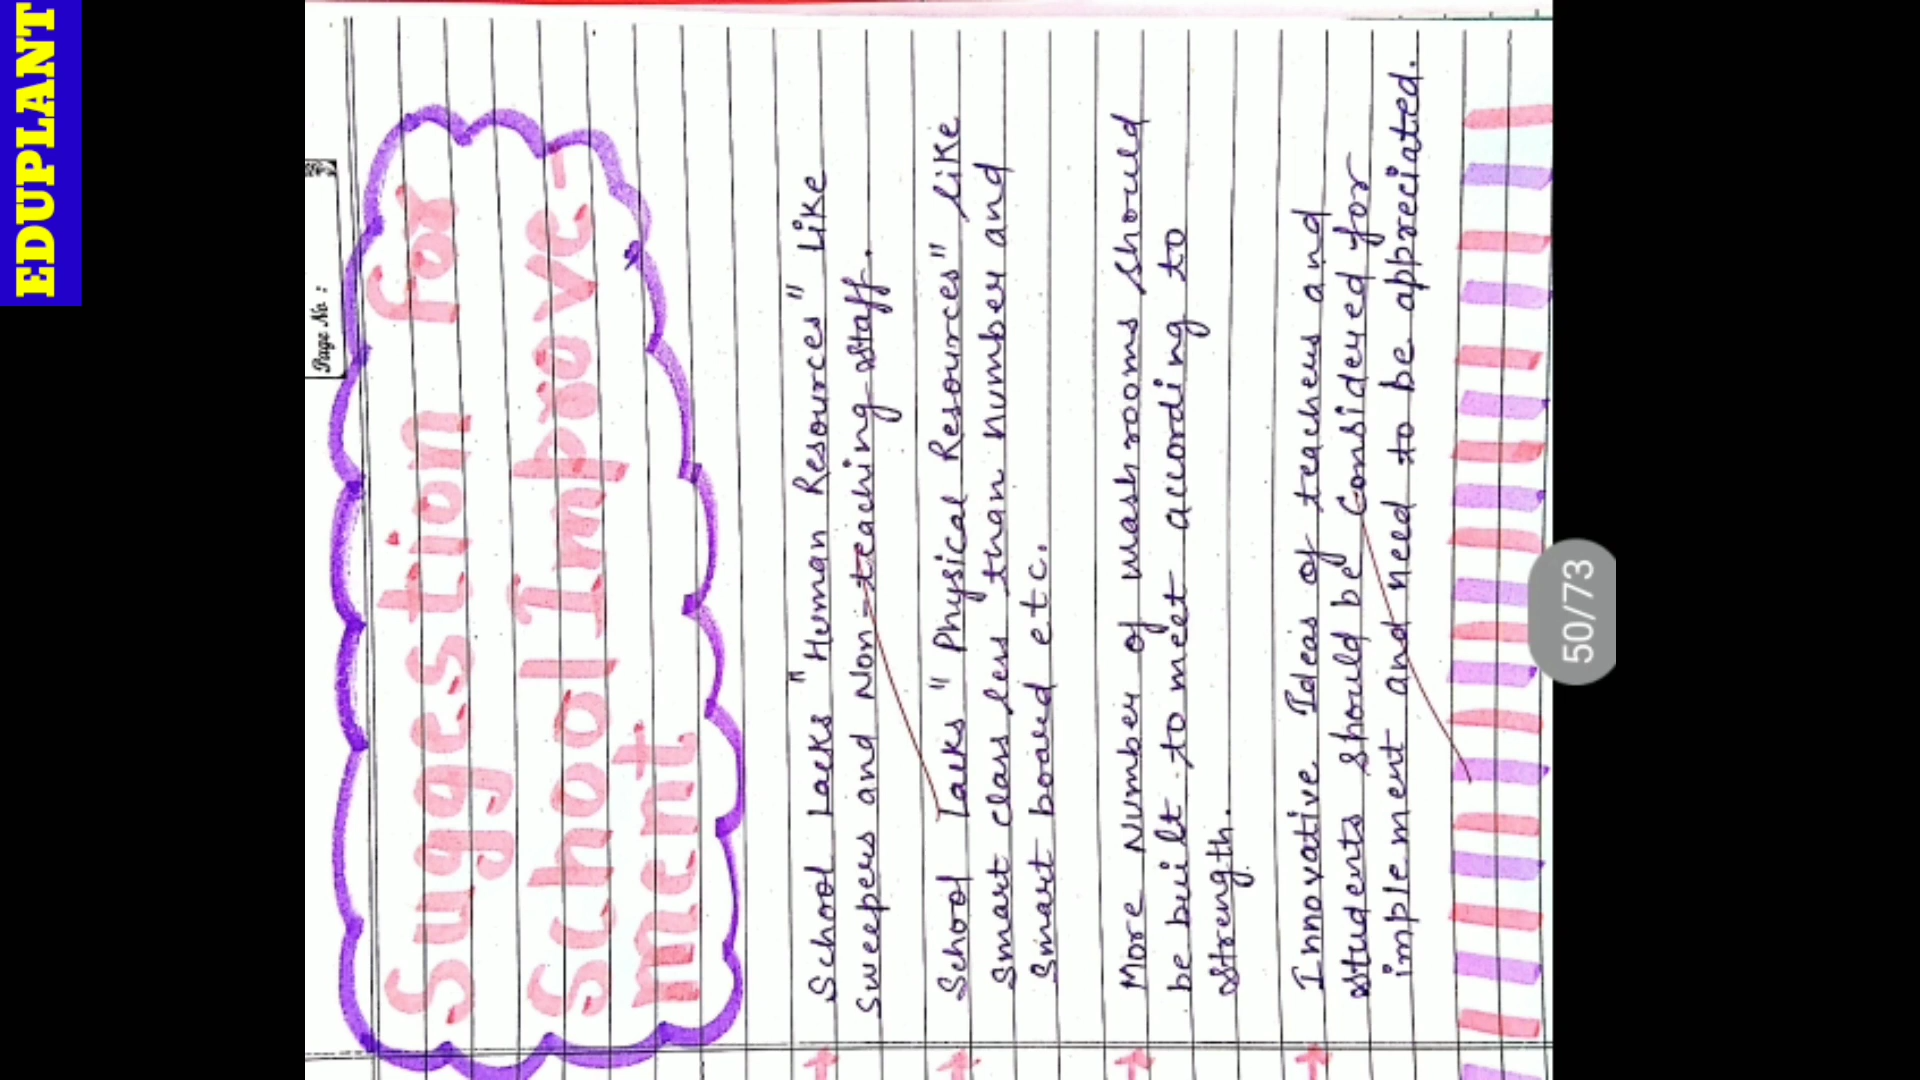 EDUPLANT
Page No :
Suggestion for
School Impove-
ment
School Lacks "Human Resources" Like
Sweepers and Non-teaching-staff.
School Lacks "Physical Resources" like
Smart class less than number and
Smart board etc.
More Number of washrooms should
be built to meet according to
strength.
Innovative Ideas of teachers and
students should be Considered for
implement and need to be appreciated.
50/73